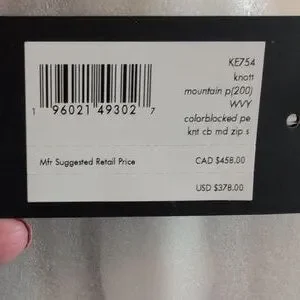 KE754
knott
mountain p(200)
WVY
colorblocked pe
knt cb md zip s
1 96021 49302 7
Mfr Suggested Retail Price
CAD $458.00
USD $378.00